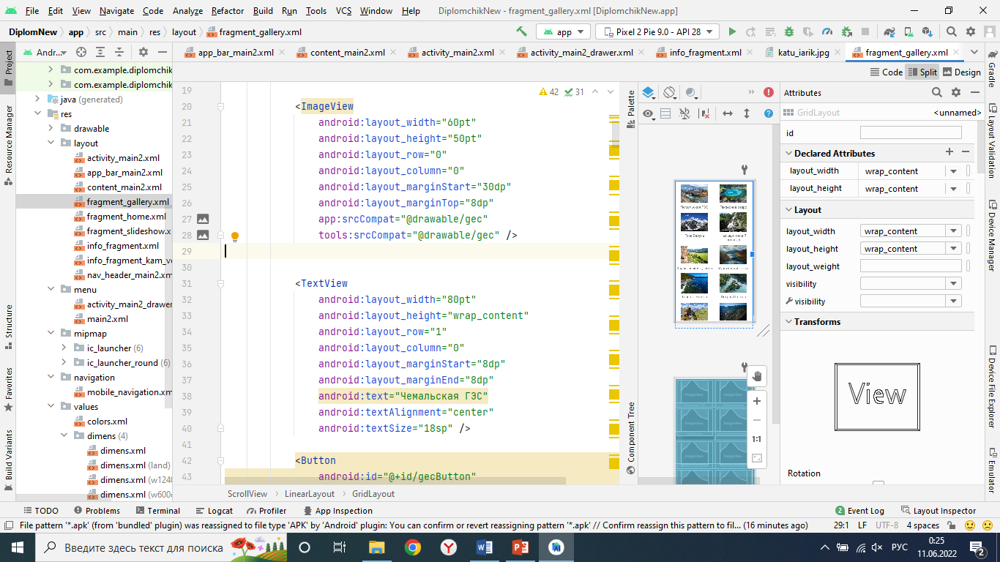 File Edit View Navigate Code Analyze Refactor Build Run Tools VCS Window Help DiplomchikNew - fragment_gallery.xml [DiplomchikNew.app]
DiplomNew app src main res layout fragment_gallery.xml app Pixel 2 Pie 9.0 - API 28
Andr... app_bar_main2.xml content_main2.xml activity_main2.xml activity_main2_drawer.xml info_fragment.xml katu_iarik.jpg fragment_gallery.xml
Code Split Design
Project
Resource Manager
Structure
Favorites
Build Variants
com.example.diplomchik
com.example.diplomchik
java (generated)
res
drawable
layout
activity_main2.xml
app_bar_main2.xml
content_main2.xml
fragment_gallery.xml
fragment_home.xml
fragment_slideshow.x
info_fragment.xml
info_fragment_kam_v
nav_header_main2.xm
menu
activity_main2_drawer
main2.xml
mipmap
ic_launcher (6)
ic_launcher_round (6)
navigation
mobile_navigation.xm
values
colors.xml
dimens (4)
dimens.xml
dimens.xml (land)
dimens.xml (w1240
dimens.xml (w600
42 31
19
20 <ImageView
21 android:layout_width="60pt"
22 android:layout_height="50pt"
23 android:layout_row="0"
24 android:layout_column="0"
25 android:layout_marginStart="30dp"
26 android:layout_marginTop="8dp"
27 app:srcCompat="@drawable/gec"
28 tools:srcCompat="@drawable/gec" />
29
30
31 <TextView
32 android:layout_width="80pt"
33 android:layout_height="wrap_content"
34 android:layout_row="1"
35 android:layout_column="0"
36 android:layout_marginStart="8dp"
37 android:layout_marginEnd="8dp"
38 android:text="Чемальская ГЭС"
39 android:textAlignment="center"
40 android:textSize="18sp" />
41
42 <Button
43 android:id="@+id/gecButton"
ScrollView LinearLayout GridLayout
Palette
Component Tree
Чемальская ГЭС
1:1
Attributes
GridLayout <unnamed>
id
Declared Attributes
layout_width wrap_content
layout_height wrap_content
Layout
layout_width wrap_content
layout_height wrap_content
layout_weight
visibility
visibility
Transforms
View
Rotation
Gradle
Layout Validation
Device Manager
Device File Explorer
Emulator
TODO Problems Terminal Logcat Profiler App Inspection 2 Event Log Layout Inspector
File pattern '*.apk' (from 'bundled' plugin) was reassigned to file type 'APK' by 'Android' plugin: You can confirm or revert reassigning pattern '*.apk' // Confirm reassign this pattern to fil... (16 minutes ago) 29:1 LF UTF-8 4 spaces
Введите здесь текст для поиска РУС 0:25
11.06.2022 2